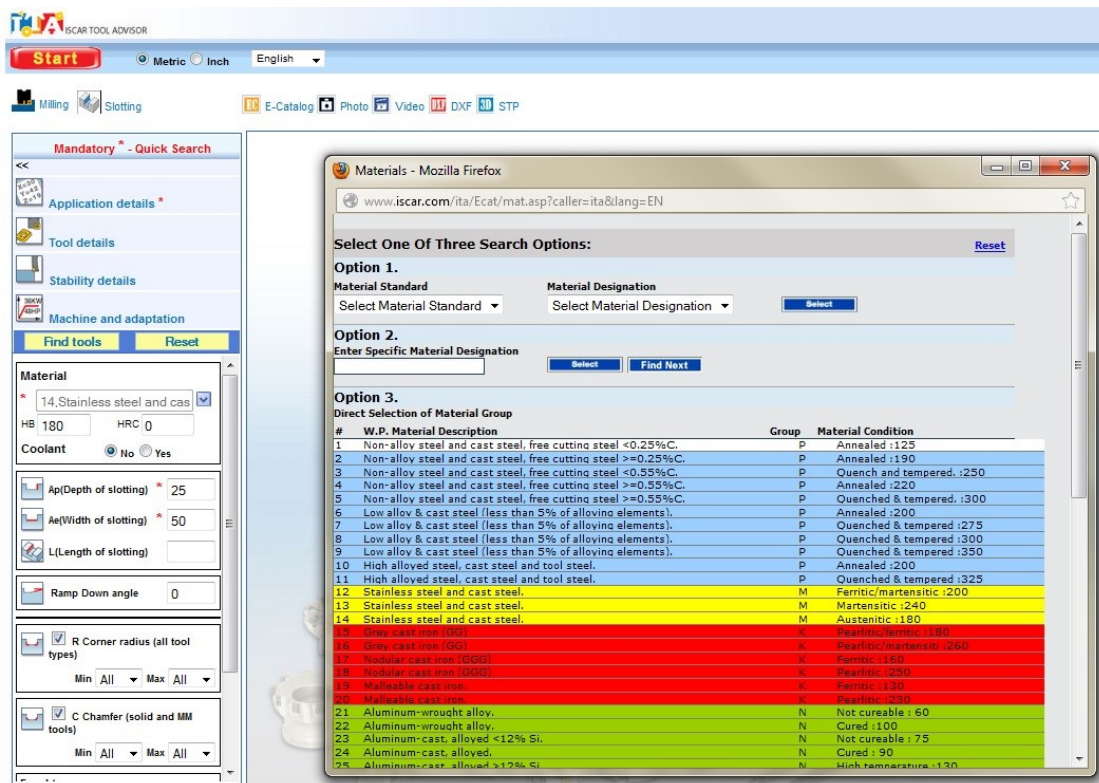 ITA ISCAR TOOL ADVISOR
Start Metric Inch English
Milling Slotting E-Catalog Photo Video DXF STP
Mandatory * - Quick Search
<<
Application details *
Tool details
Stability details
Machine and adaptation
Find tools Reset
Material
* 14,Stainless steel and cas
HB 180 HRC 0
Coolant No Yes
Ap(Depth of slotting) * 25
Ae(Width of slotting) * 50
L(Length of slotting)
Ramp Down angle 0
R Corner radius (all tool
types)
Min All Max All
C Chamfer (solid and MM
tools)
Min All Max All
Materials - Mozilla Firefox
www.iscar.com/ita/Ecat/mat.asp?caller=ita&lang=EN
Select One Of Three Search Options: Reset
Option 1.
Material Standard Material Designation
Select Material Standard Select Material Designation Select
Option 2.
Enter Specific Material Designation
Select Find Next
Option 3.
Direct Selection of Material Group
# W.P. Material Description Group Material Condition
1 Non-alloy steel and cast steel, free cutting steel <0.25%C. P Annealed :125
2 Non-alloy steel and cast steel, free cutting steel >=0.25%C. P Annealed :190
3 Non-alloy steel and cast steel, free cutting steel <0.55%C. P Quench and tempered. :250
4 Non-alloy steel and cast steel, free cutting steel >=0.55%C. P Annealed :220
5 Non-alloy steel and cast steel, free cutting steel >=0.55%C. P Quenched & tempered. :300
6 Low alloy & cast steel (less than 5% of alloying elements). P Annealed :200
7 Low alloy & cast steel (less than 5% of alloying elements). P Quenched & tempered :275
8 Low alloy & cast steel (less than 5% of alloying elements). P Quenched & tempered :300
9 Low alloy & cast steel (less than 5% of alloying elements). P Quenched & tempered :350
10 High alloyed steel, cast steel and tool steel. P Annealed :200
11 High alloyed steel, cast steel and tool steel. P Quenched & tempered :325
12 Stainless steel and cast steel. M Ferritic/martensitic :200
13 Stainless steel and cast steel. M Martensitic :240
14 Stainless steel and cast steel. M Austenitic :180
15 Grey cast iron (GG) K Pearlitic/ferritic :180
16 Grey cast iron (GG) K Pearlitic/martensiti :260
17 Nodular cast iron (GGG) K Ferritic :160
18 Nodular cast iron (GGG) K Pearlitic :250
19 Malleable cast iron. K Ferritic :130
20 Malleable cast iron. K Pearlitic :230
21 Aluminum-wrought alloy. N Not cureable : 60
22 Aluminum-wrought alloy. N Cured :100
23 Aluminum-cast, alloyed <12% Si. N Not cureable : 75
24 Aluminum-cast, alloyed. N Cured : 90
25 Aluminum-cast, alloyed >12% Si. N High temperature :130